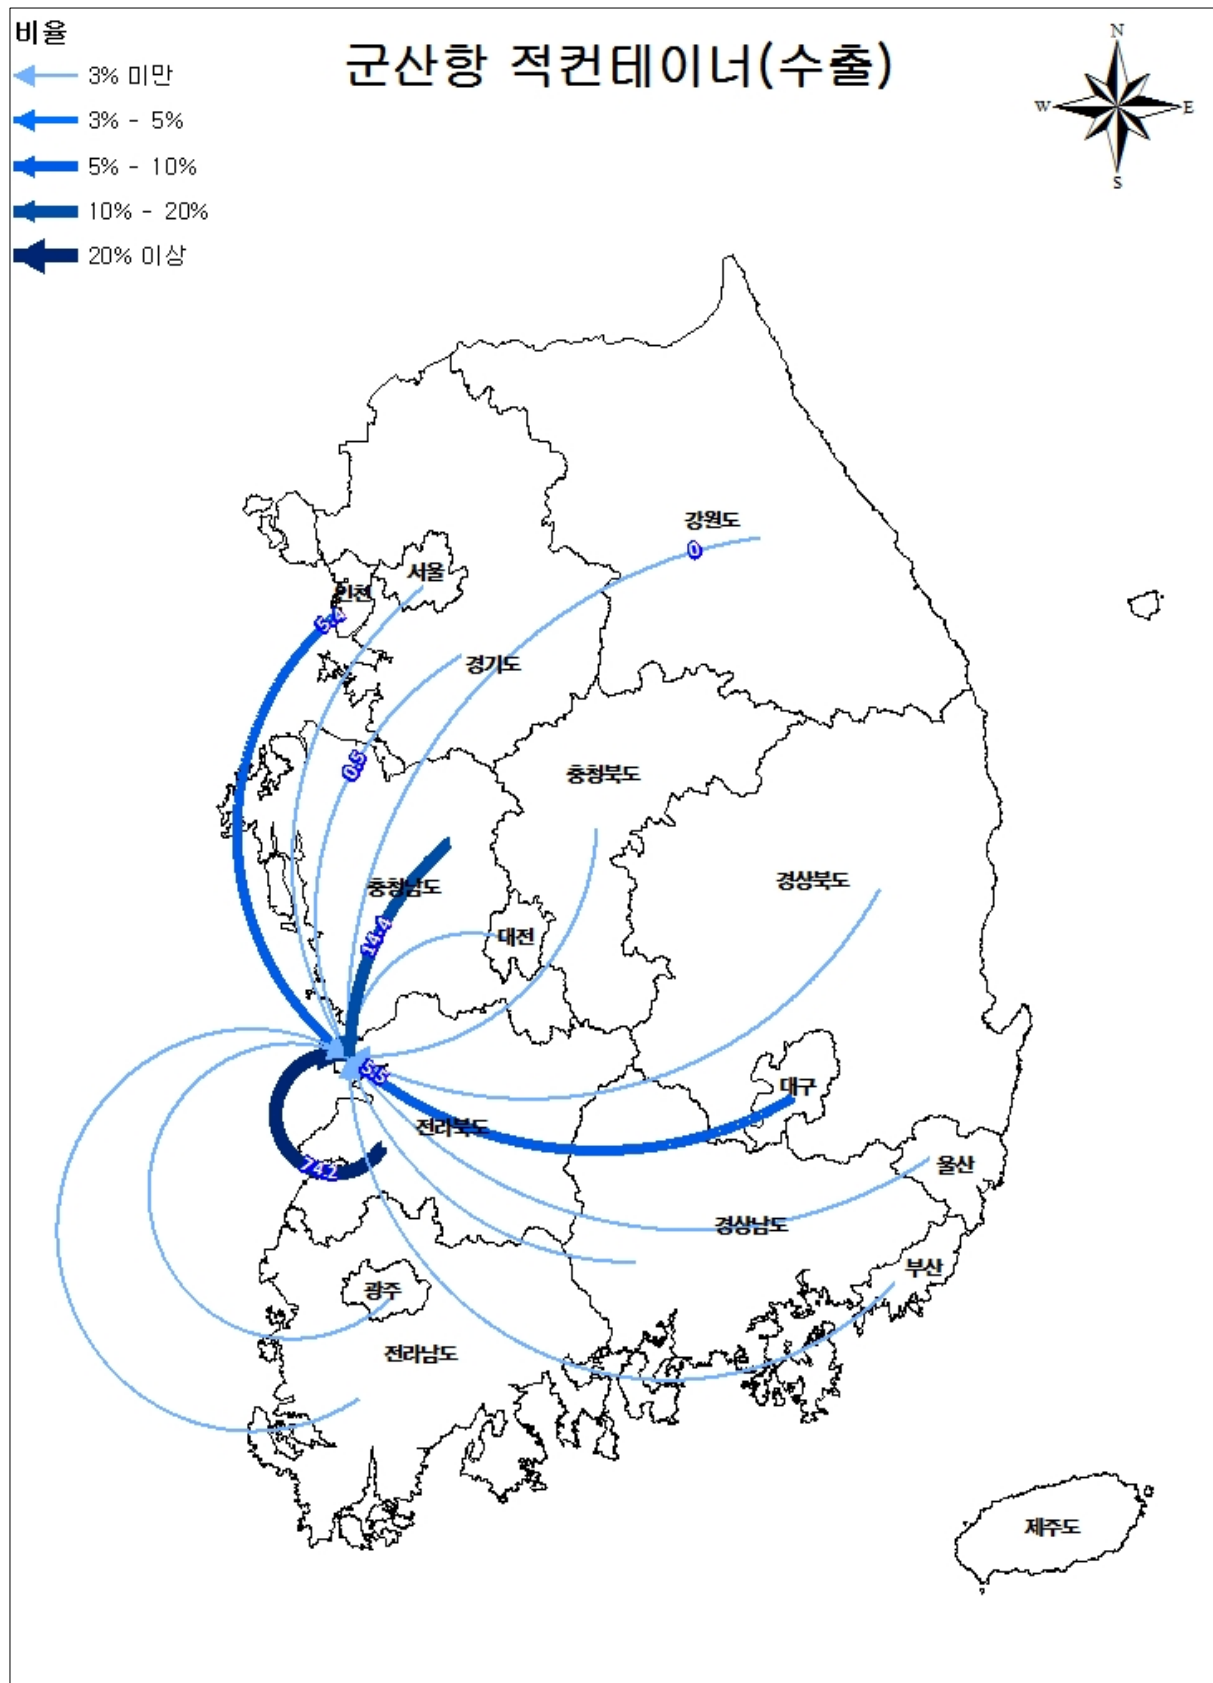 비율
군산항 적컨테이너(수출)
3% 미만
3% - 5%
5% - 10%
10% - 20%
20% 이상
N
W
E
S
강원도
0
서울
인천
5.4
경기도
0.5
충청북도
충청남도
경상북도
14.4
대전
5.5
대구
전라북도
74.2
울산
경상남도
부산
광주
전라남도
제주도